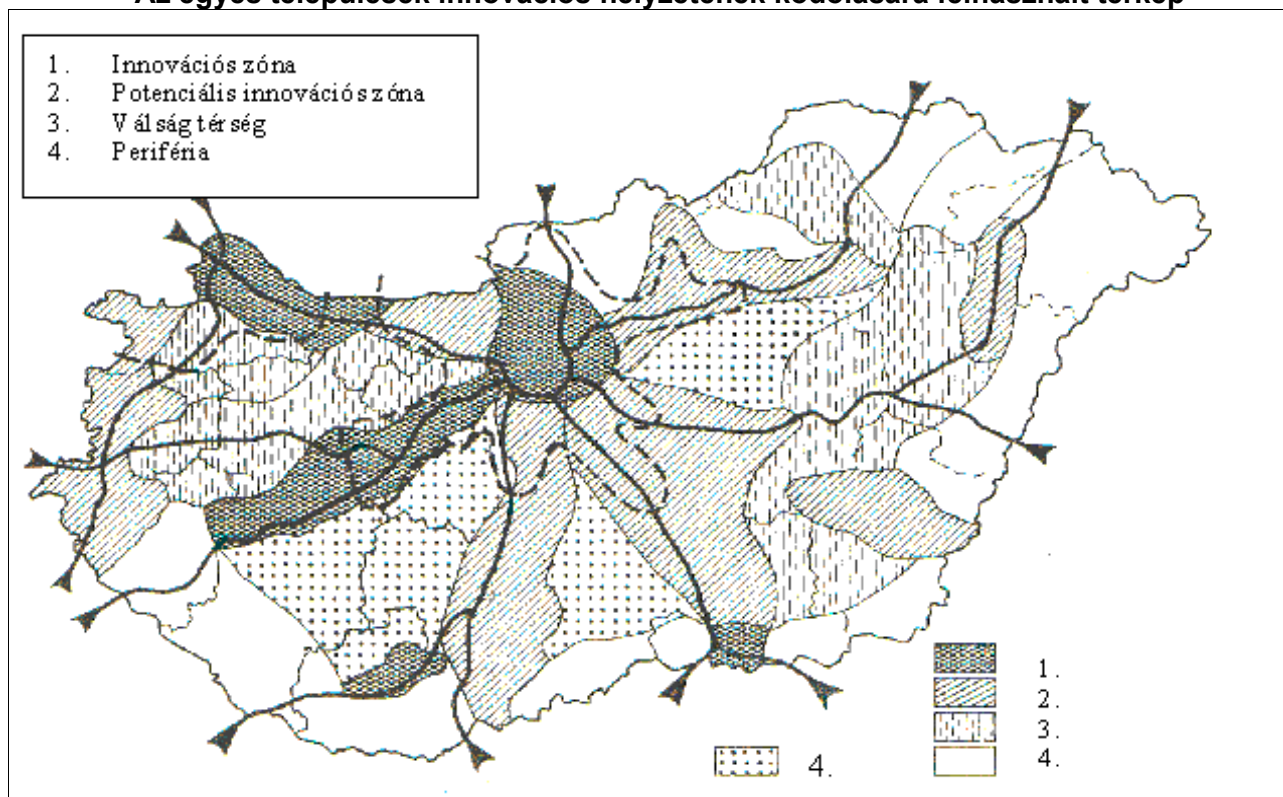 Az egyes települések innovációs helyzetének kódolására felhasznált térkép
1. Innovációs zóna
2. Potenciális innovációs zóna
3. Válság térség
4. Periféria
1.
2.
3.
4.
4.